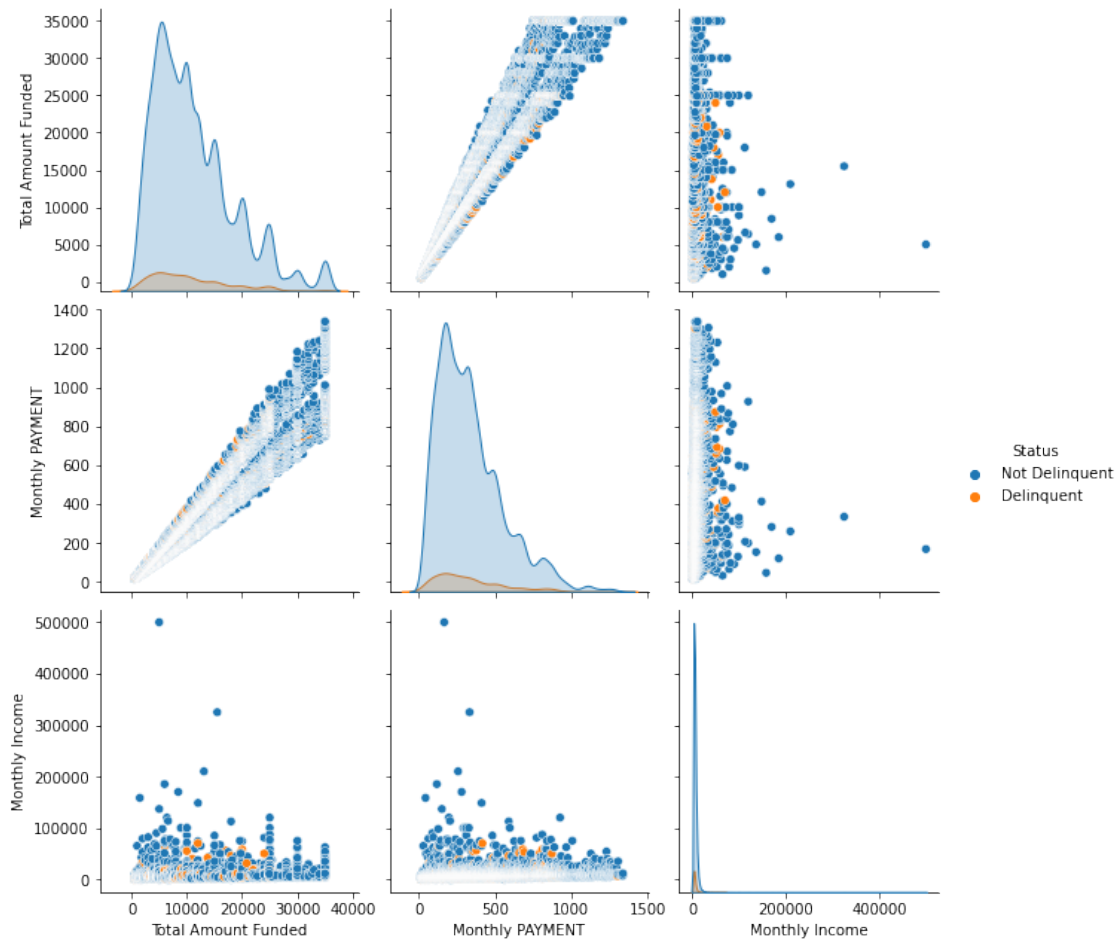 35000
30000
25000
20000
15000
10000
5000
0
Total Amount Funded
1400
1200
1000
800
600
400
200
0
Monthly PAYMENT
Status
Not Delinquent
Delinquent
500000
400000
300000
200000
100000
0
Monthly Income
0 10000 20000 30000 40000
Total Amount Funded
0 500 1000 1500
Monthly PAYMENT
0 200000 400000
Monthly Income